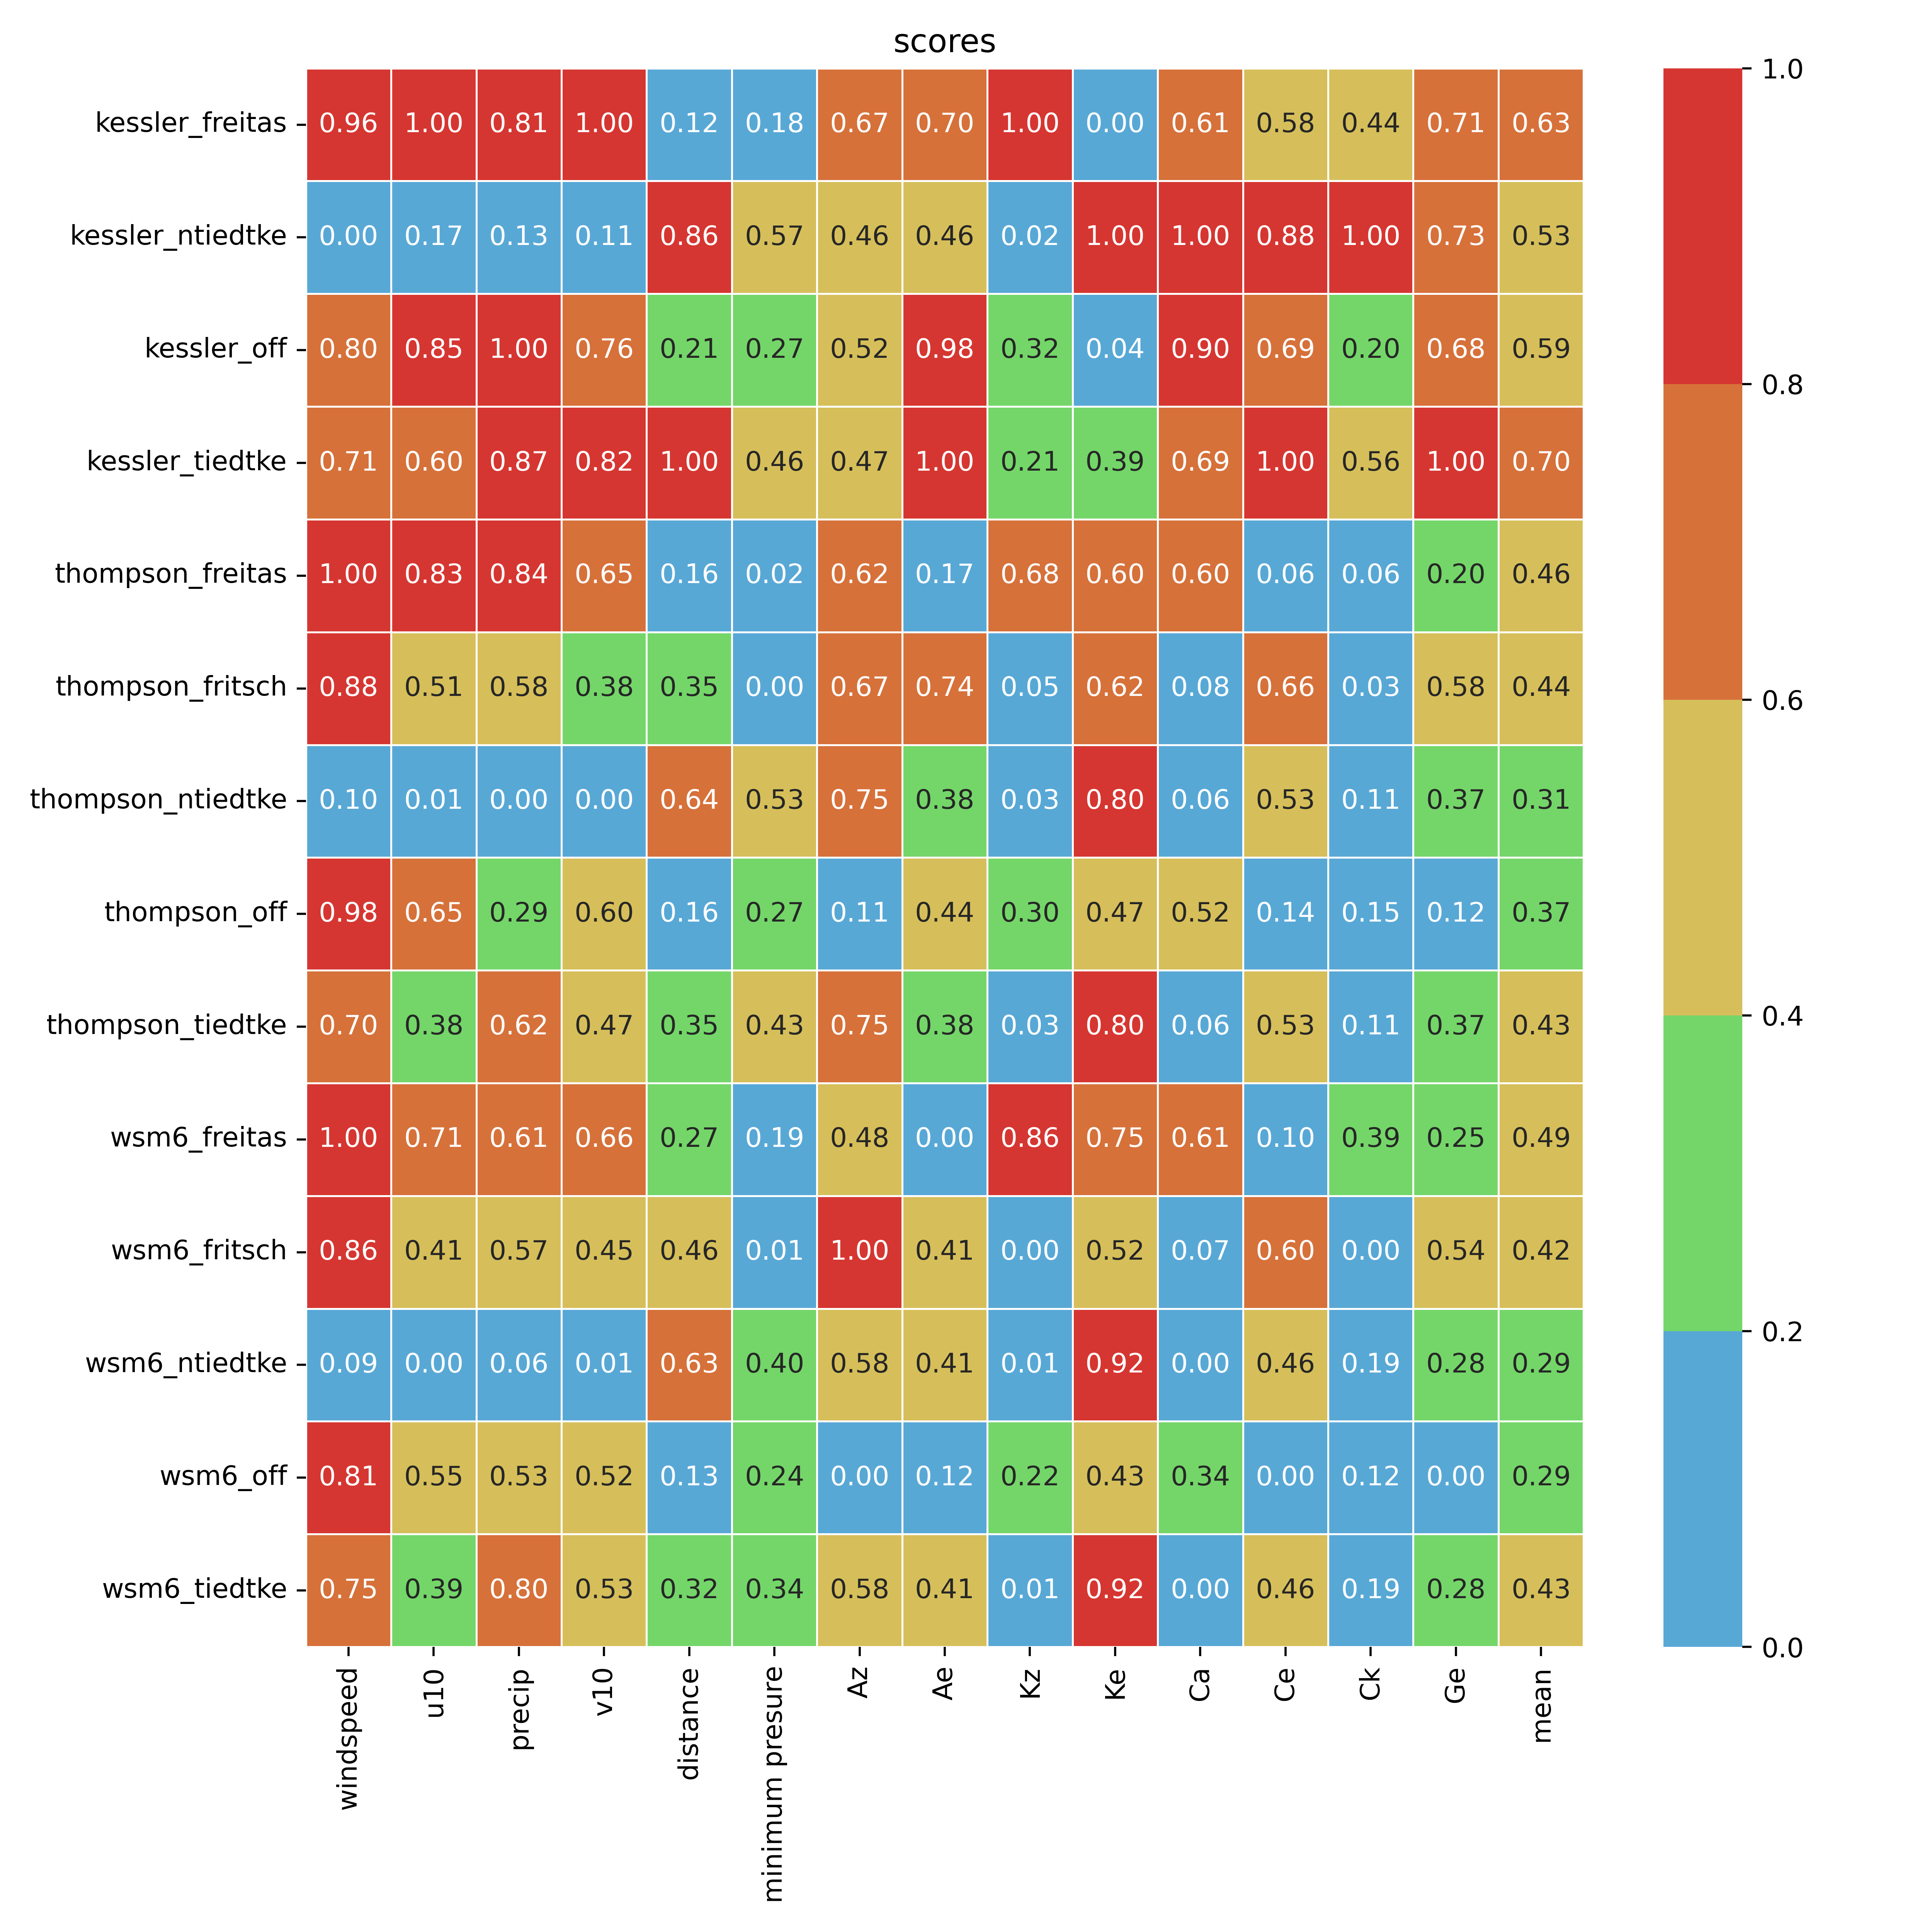 scores
kessler_freitas 0.96 1.00 0.81 1.00 0.12 0.18 0.67 0.70 1.00 0.00 0.61 0.58 0.44 0.71 0.63
kessler_ntiedtke 0.00 0.17 0.13 0.11 0.86 0.57 0.46 0.46 0.02 1.00 1.00 0.88 1.00 0.73 0.53
kessler_off 0.80 0.85 1.00 0.76 0.21 0.27 0.52 0.98 0.32 0.04 0.90 0.69 0.20 0.68 0.59
kessler_tiedtke 0.71 0.60 0.87 0.82 1.00 0.46 0.47 1.00 0.21 0.39 0.69 1.00 0.56 1.00 0.70
thompson_freitas 1.00 0.83 0.84 0.65 0.16 0.02 0.62 0.17 0.68 0.60 0.60 0.06 0.06 0.20 0.46
thompson_fritsch 0.88 0.51 0.58 0.38 0.35 0.00 0.67 0.74 0.05 0.62 0.08 0.66 0.03 0.58 0.44
thompson_ntiedtke 0.10 0.01 0.00 0.00 0.64 0.53 0.75 0.38 0.03 0.80 0.06 0.53 0.11 0.37 0.31
thompson_off 0.98 0.65 0.29 0.60 0.16 0.27 0.11 0.44 0.30 0.47 0.52 0.14 0.15 0.12 0.37
thompson_tiedtke 0.70 0.38 0.62 0.47 0.35 0.43 0.75 0.38 0.03 0.80 0.06 0.53 0.11 0.37 0.43
wsm6_freitas 1.00 0.71 0.61 0.66 0.27 0.19 0.48 0.00 0.86 0.75 0.61 0.10 0.39 0.25 0.49
wsm6_fritsch 0.86 0.41 0.57 0.45 0.46 0.01 1.00 0.41 0.00 0.52 0.07 0.60 0.00 0.54 0.42
wsm6_ntiedtke 0.09 0.00 0.06 0.01 0.63 0.40 0.58 0.41 0.01 0.92 0.00 0.46 0.19 0.28 0.29
wsm6_off 0.81 0.55 0.53 0.52 0.13 0.24 0.00 0.12 0.22 0.43 0.34 0.00 0.12 0.00 0.29
wsm6_tiedtke 0.75 0.39 0.80 0.53 0.32 0.34 0.58 0.41 0.01 0.92 0.00 0.46 0.19 0.28 0.43
windspeed
u10
precip
v10
distance
minimum presure
Az
Ae
Kz
Ke
Ca
Ce
Ck
Ge
mean
1.0
0.8
0.6
0.4
0.2
0.0